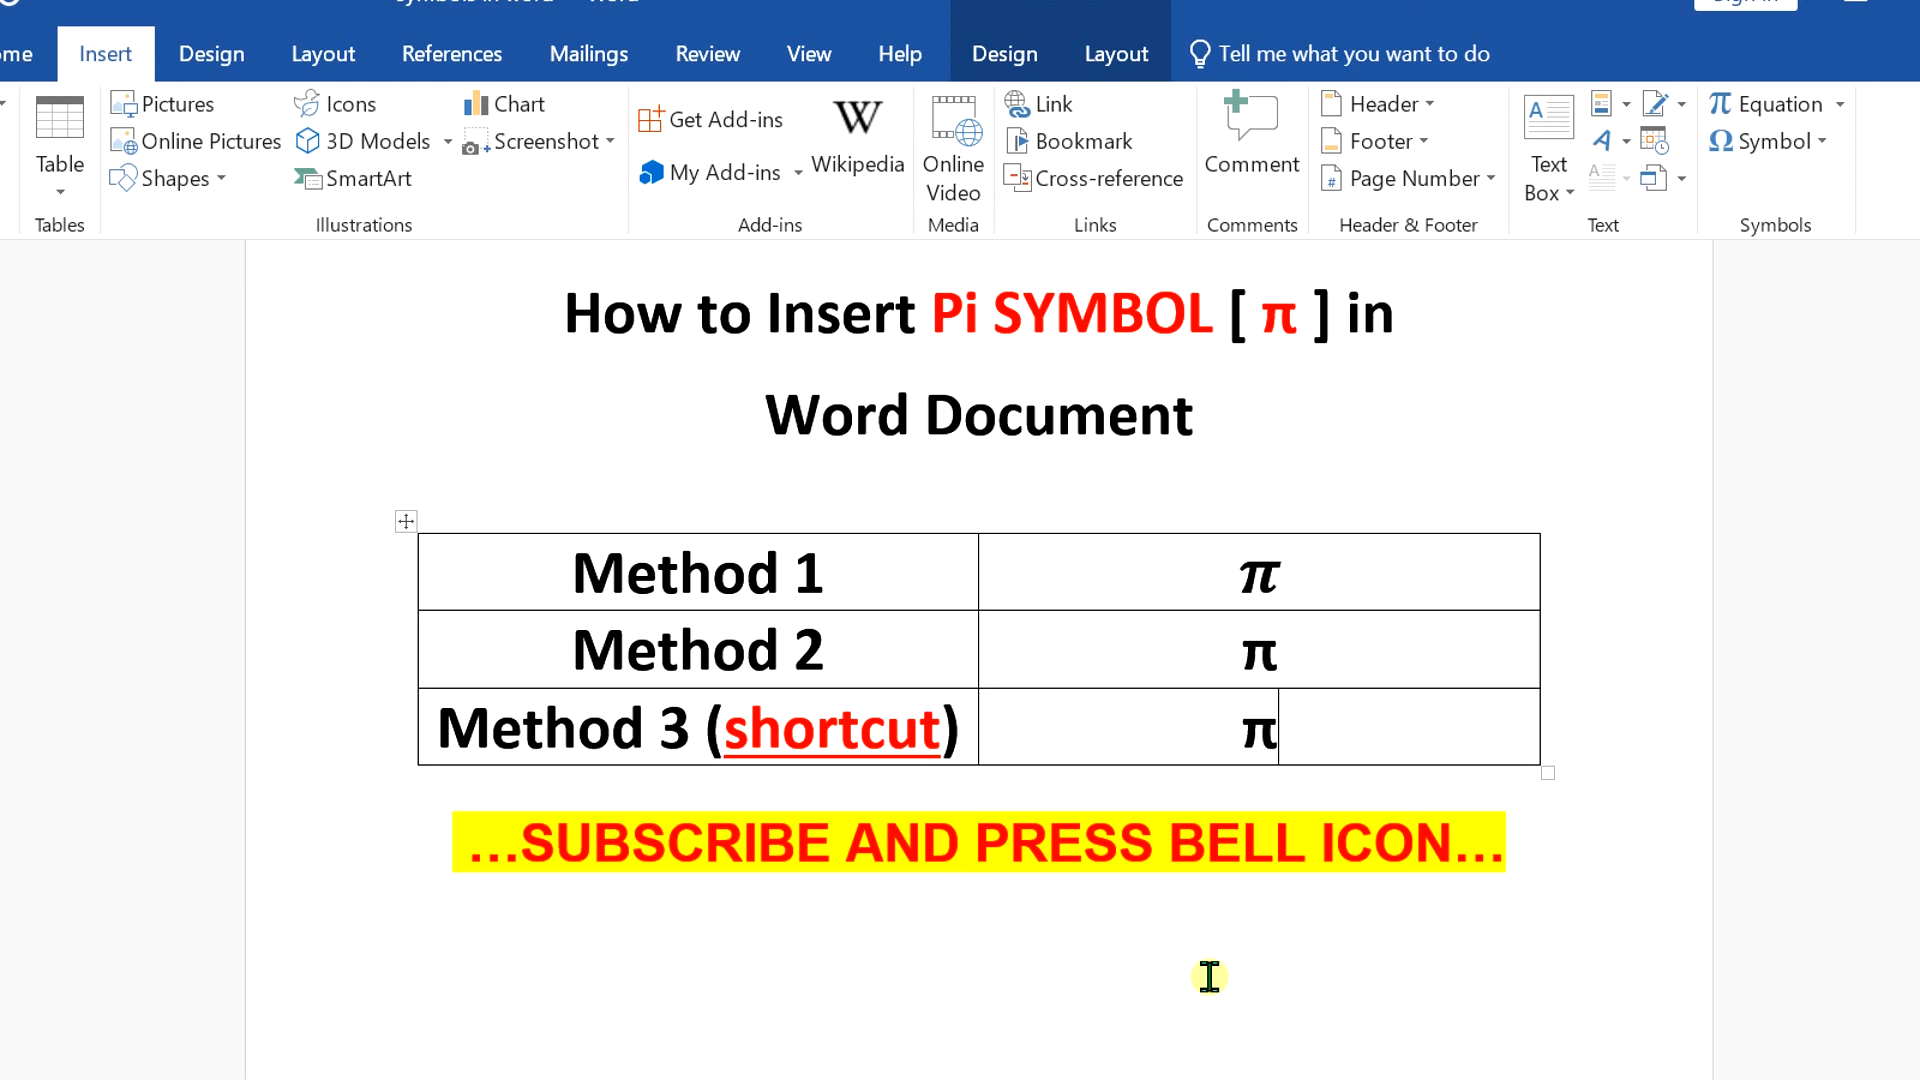 Insert Design Layout References Mailings Review View Help Design Layout Tell me what you want to do
Pictures Icons Chart Get Add-ins Link Header Equation
Online Pictures 3D Models Screenshot My Add-ins Wikipedia Bookmark Footer Symbol
Table Shapes SmartArt Online Video Cross-reference Comment Page Number Text Box
Tables Illustrations Add-ins Media Links Comments Header & Footer Text Symbols
How to Insert Pi SYMBOL [ π ] in
Word Document
Method 1 π
Method 2 π
Method 3 (shortcut) π
...SUBSCRIBE AND PRESS BELL ICON...